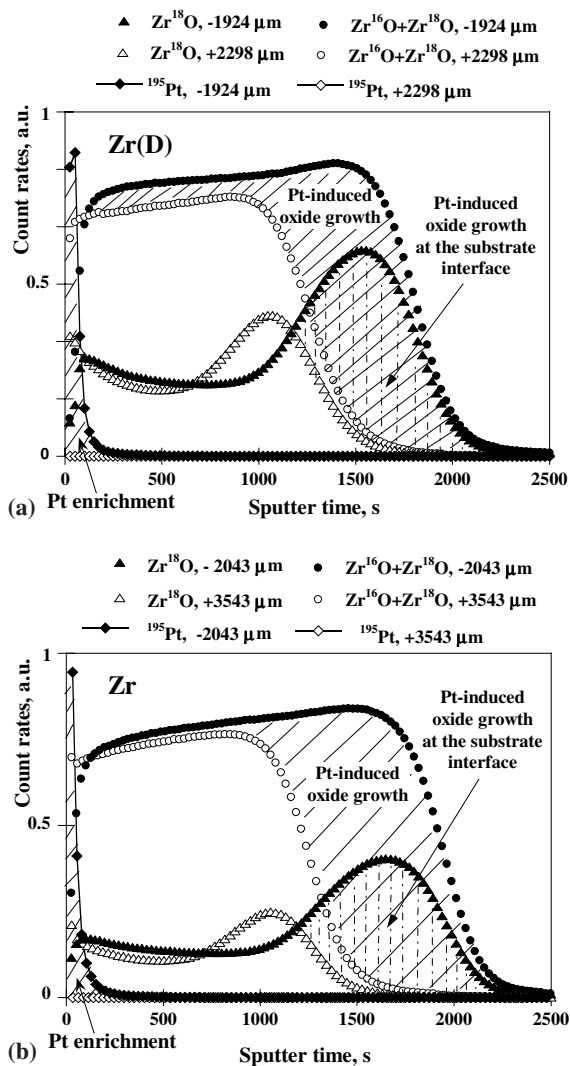 Zr¹⁸O, -1924 µm Zr¹⁶O+Zr¹⁸O, -1924 µm
Zr¹⁸O, +2298 µm Zr¹⁶O+Zr¹⁸O, +2298 µm
¹⁹⁵Pt, -1924 µm ¹⁹⁵Pt, +2298 µm
1
Zr(D)
Count rates, a.u.
Pt-induced
oxide growth
Pt-induced
oxide growth
at the substrate
interface
0.5
0
0 500 1000 1500 2000 2500
Pt enrichment
Sputter time, s
(a)
Zr¹⁸O, - 2043 µm Zr¹⁶O+Zr¹⁸O, -2043 µm
Zr¹⁸O, +3543 µm Zr¹⁶O+Zr¹⁸O, +3543 µm
¹⁹⁵Pt, -2043 µm ¹⁹⁵Pt, +3543 µm
1
Zr
Count rates, a.u.
Pt-induced
oxide growth
at the substrate
interface
Pt-induced
oxide growth
0.5
0
0 500 1000 1500 2000 2500
Pt enrichment
Sputter time, s
(b)